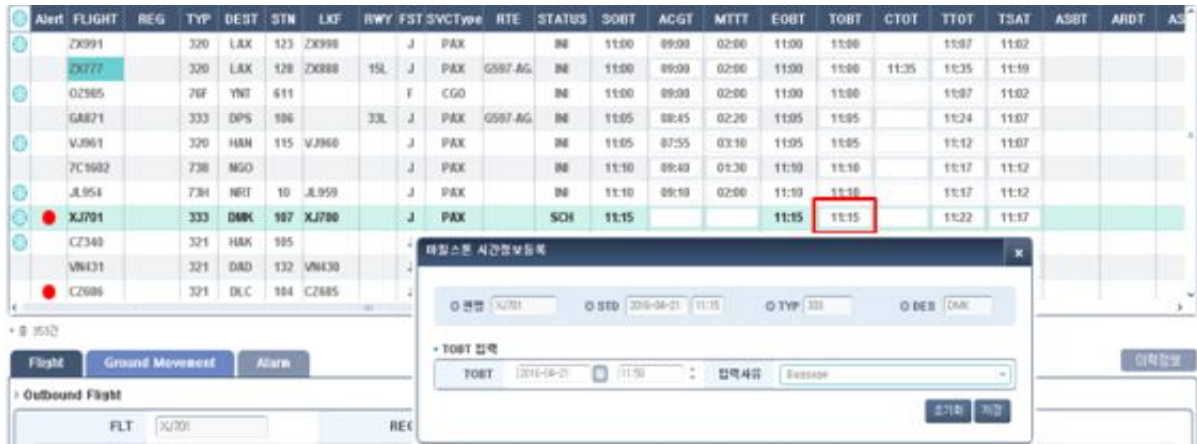 Alert FLIGHT REG TYP DEST STN LKF RWY FST SVCType RTE STATUS SOBT ACGT MTTT EOBT TOBT CTOT TTOT TSAT ASBT ARDT AS
ZX991 320 LAX 123 ZX990 J PAX INI 11:00 09:00 02:00 11:00 11:00 11:07 11:02
ZX777 320 LAX 128 ZX888 15L J PAX G597-AG. INI 11:00 09:00 02:00 11:00 11:00 11:35 11:35 11:19
OZ985 76F YNT 611 F CGO INI 11:00 09:00 02:00 11:00 11:00 11:07 11:02
GA871 333 DPS 106 33L J PAX G597-AG. INI 11:05 08:45 02:20 11:05 11:05 11:24 11:07
VJ961 320 HAN 115 VJ960 J PAX INI 11:05 07:55 03:10 11:05 11:05 11:12 11:07
7C1602 738 NGO J PAX INI 11:10 09:40 01:30 11:10 11:10 11:17 11:12
JL954 73H NRT 10 JL959 J PAX INI 11:10 09:10 02:00 11:10 11:10 11:17 11:12
XJ701 333 DMK 107 XJ700 J PAX SCH 11:15 11:15 11:15 11:22 11:17
CZ340 321 HAK 105
VN431 321 DAD 132 VN430
CZ686 321 DLC 104 CZ685
마일스톤 시간정보등록 x
편명 XJ701 STD 2016-04-21 11:15 TYP 333 DES DMK
TOBT 입력
TOBT 2016-04-21 11:50 입력사유 Baggage
초기화 저장
총 353건
Flight Ground Movement Alarm 이력정보
Outbound Flight
FLT XJ701 REG